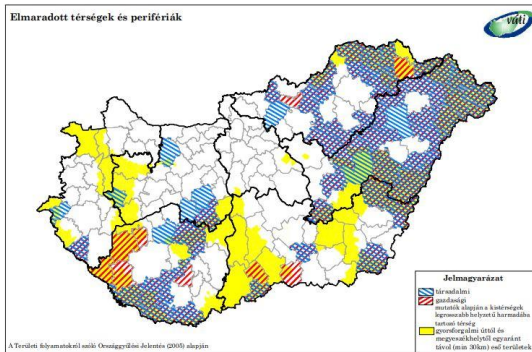 Elmaradott térségek és perifériák
váti
Jelmagyarázat
társadalmi
gazdasági
mutatók alapján a kistérségek
legrosszabb helyzetű harmadába
tartozó térség
gyorsforgalmi úttól és
megyeszékhelytől egyaránt
távol (min 30km) eső területek
A Területi folyamatokról szóló Országgyűlési Jelentés (2005) alapján